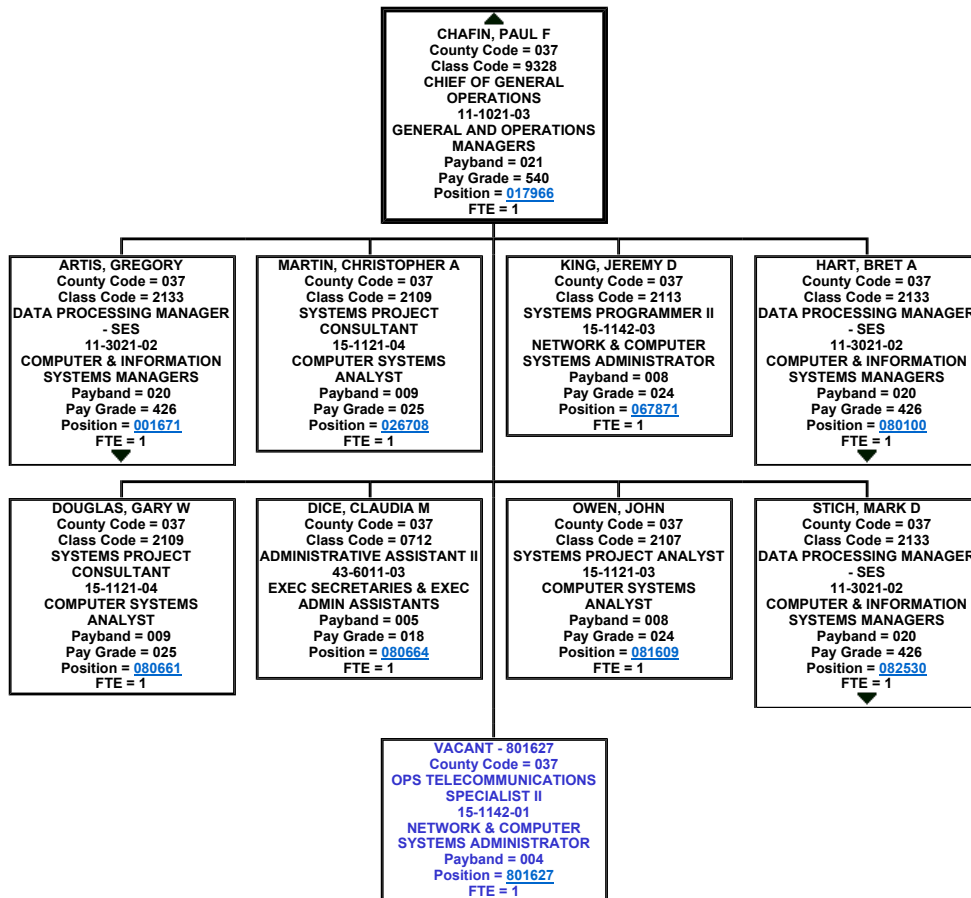 CHAFIN, PAUL F
County Code = 037
Class Code = 9328
CHIEF OF GENERAL
OPERATIONS
11-1021-03
GENERAL AND OPERATIONS
MANAGERS
Payband = 021
Pay Grade = 540
Position = 017966
FTE = 1
ARTIS, GREGORY
County Code = 037
Class Code = 2133
DATA PROCESSING MANAGER
- SES
11-3021-02
COMPUTER & INFORMATION
SYSTEMS MANAGERS
Payband = 020
Pay Grade = 426
Position = 001671
FTE = 1
MARTIN, CHRISTOPHER A
County Code = 037
Class Code = 2109
SYSTEMS PROJECT
CONSULTANT
15-1121-04
COMPUTER SYSTEMS
ANALYST
Payband = 009
Pay Grade = 025
Position = 026708
FTE = 1
KING, JEREMY D
County Code = 037
Class Code = 2113
SYSTEMS PROGRAMMER II
15-1142-03
NETWORK & COMPUTER
SYSTEMS ADMINISTRATOR
Payband = 008
Pay Grade = 024
Position = 067871
FTE = 1
HART, BRET A
County Code = 037
Class Code = 2133
DATA PROCESSING MANAGER
- SES
11-3021-02
COMPUTER & INFORMATION
SYSTEMS MANAGERS
Payband = 020
Pay Grade = 426
Position = 080100
FTE = 1
DOUGLAS, GARY W
County Code = 037
Class Code = 2109
SYSTEMS PROJECT
CONSULTANT
15-1121-04
COMPUTER SYSTEMS
ANALYST
Payband = 009
Pay Grade = 025
Position = 080661
FTE = 1
DICE, CLAUDIA M
County Code = 037
Class Code = 0712
ADMINISTRATIVE ASSISTANT II
43-6011-03
EXEC SECRETARIES & EXEC
ADMIN ASSISTANTS
Payband = 005
Pay Grade = 018
Position = 080664
FTE = 1
OWEN, JOHN
County Code = 037
Class Code = 2107
SYSTEMS PROJECT ANALYST
15-1121-03
COMPUTER SYSTEMS
ANALYST
Payband = 008
Pay Grade = 024
Position = 081609
FTE = 1
STICH, MARK D
County Code = 037
Class Code = 2133
DATA PROCESSING MANAGER
- SES
11-3021-02
COMPUTER & INFORMATION
SYSTEMS MANAGERS
Payband = 020
Pay Grade = 426
Position = 082530
FTE = 1
VACANT - 801627
County Code = 037
OPS TELECOMMUNICATIONS
SPECIALIST II
15-1142-01
NETWORK & COMPUTER
SYSTEMS ADMINISTRATOR
Payband = 004
Position = 801627
FTE = 1